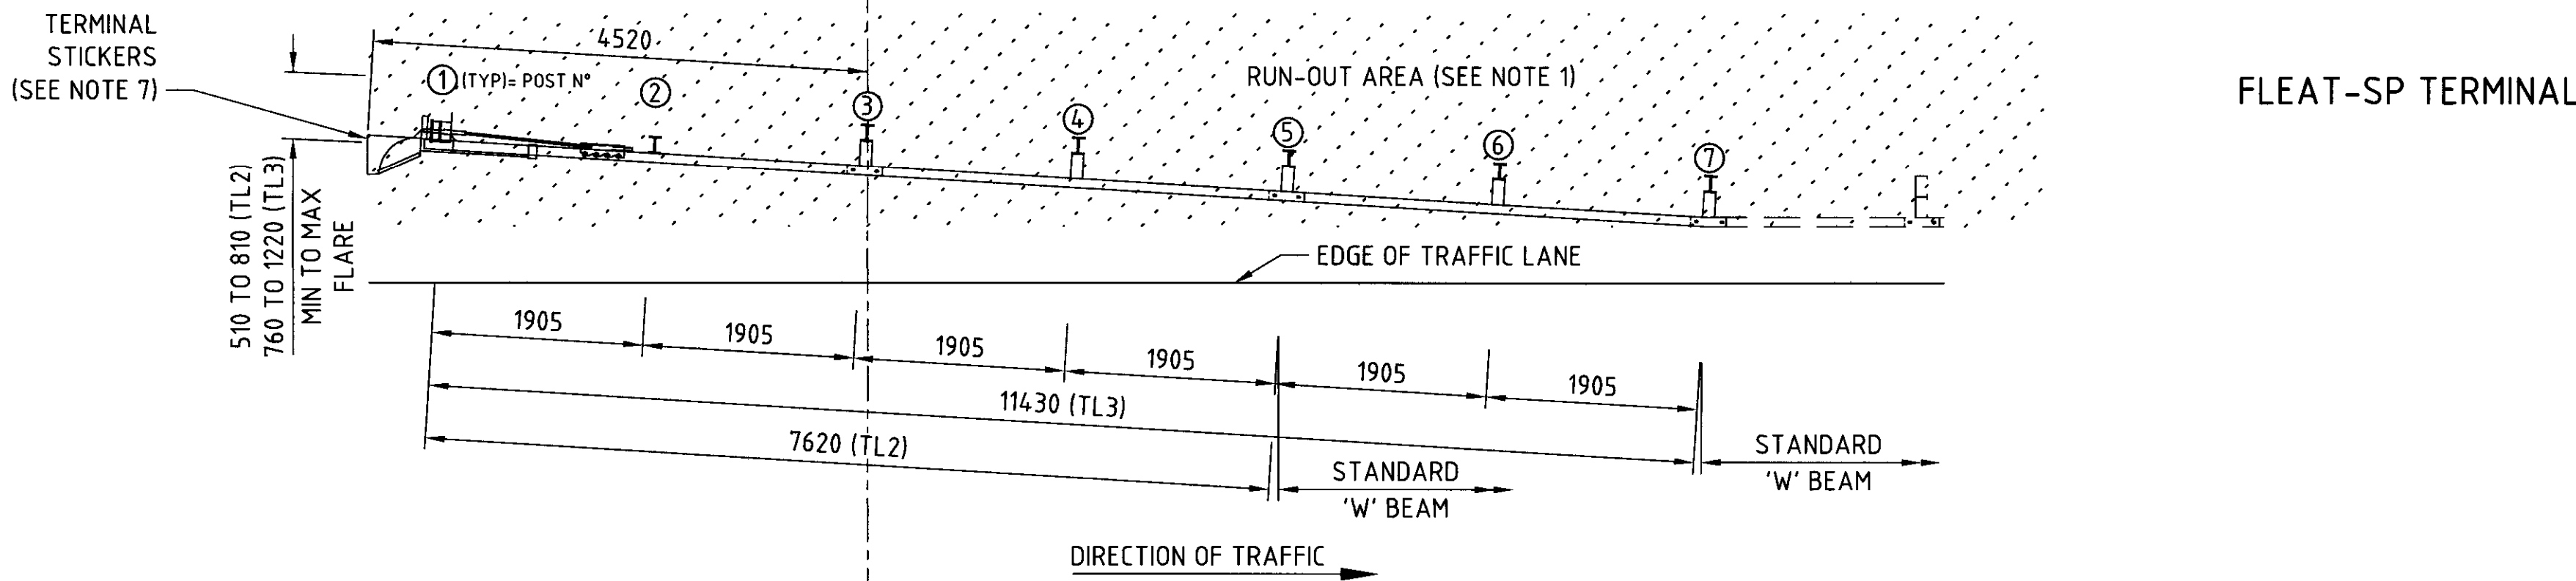 TERMINAL
STICKERS
(SEE NOTE 7)
4520
1 (TYP)= POST Nº
2
3
4
5
6
7
RUN-OUT AREA (SEE NOTE 1)
FLEAT-SP TERMINAL
510 TO 810 (TL2)
760 TO 1220 (TL3)
MIN TO MAX
FLARE
EDGE OF TRAFFIC LANE
1905
1905
1905
1905
1905
1905
11430 (TL3)
7620 (TL2)
STANDARD
'W' BEAM
STANDARD
'W' BEAM
DIRECTION OF TRAFFIC